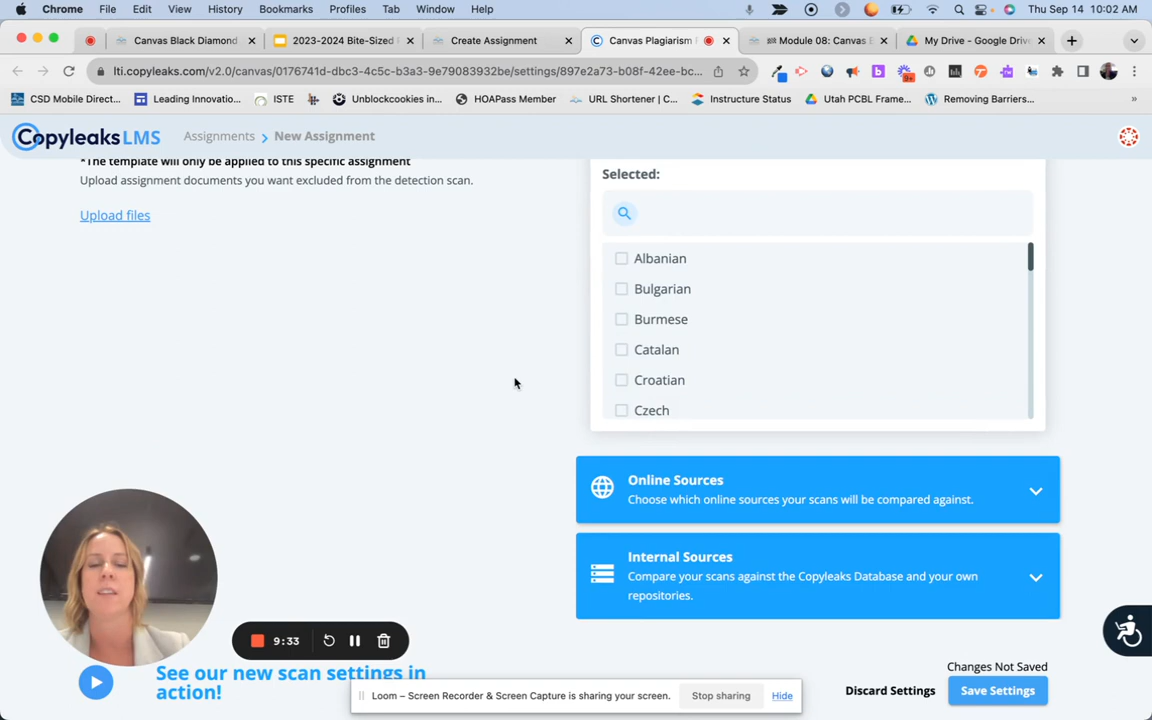 Chrome File Edit View History Bookmarks Profiles Tab Window Help Thu Sep 14 10:02 AM
Canvas Black Diamond 2023-2024 Bite-Sized Create Assignment Canvas Plagiarism Module 08: Canvas My Drive - Google Drive
lti.copyleaks.com/v2.0/canvas/0176741d-dbc3-4c5c-b3a3-9e79083932be/settings/897e2a73-b08f-42ee-bc...
CSD Mobile Direct... Leading Innovatio... ISTE Unblockcookies in... HOAPass Member URL Shortener | C... Instructure Status Utah PCBL Frame... Removing Barriers... »
Copyleaks LMS Assignments New Assignment
*The template will only be applied to this specific assignment
Upload assignment documents you want excluded from the detection scan.
Upload files
Selected:
Albanian
Bulgarian
Burmese
Catalan
Croatian
Czech
Online Sources
Choose which online sources your scans will be compared against.
Internal Sources
Compare your scans against the Copyleaks Database and your own
repositories.
9:33
See our new scan settings in
action!
Loom – Screen Recorder & Screen Capture is sharing your screen. Stop sharing Hide
Changes Not Saved
Discard Settings Save Settings